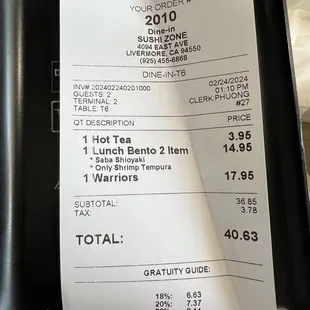 YOUR ORDER #
2010
Dine-in
SUSHI ZONE
4094 EAST AVE
LIVERMORE, CA 94550
(925) 455-6868
DINE-IN-T6
INV#:202402240201000 02/24/2024
GUESTS: 2 01:10 PM
TERMINAL: 2 CLERK:PHUONG
TABLE: T6 #27
QT DESCRIPTION PRICE
1 Hot Tea 3.95
1 Lunch Bento 2 Item 14.95
* Saba Shioyaki
* Only Shrimp Tempura
1 Warriors 17.95
SUBTOTAL: 36.85
TAX: 3.78
TOTAL: 40.63
GRATUITY GUIDE:
18%: 6.63
20%: 7.37